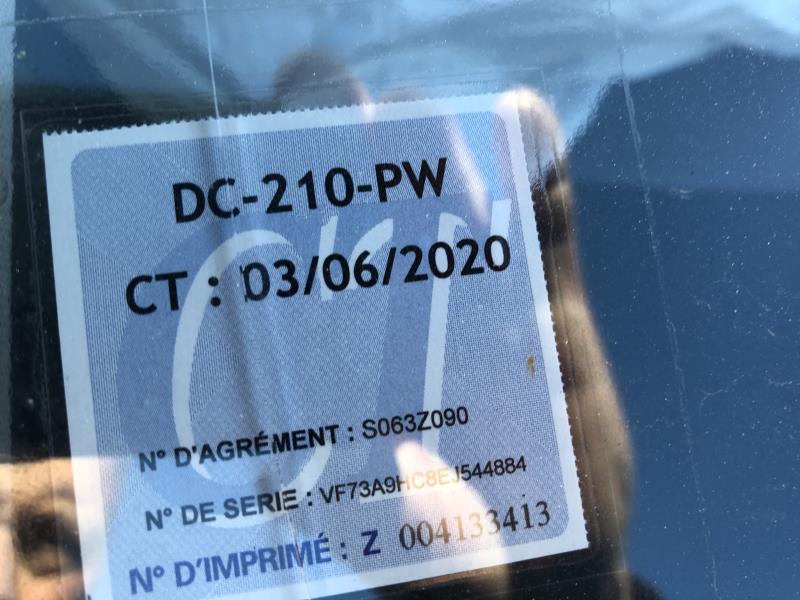 DC-210-PW
CT : 03/06/2020
N° D'AGRÉMENT : S063Z090
N° DE SERIE : VF73A9HC8EJ544884
N° D'IMPRIMÉ : Z 004133413